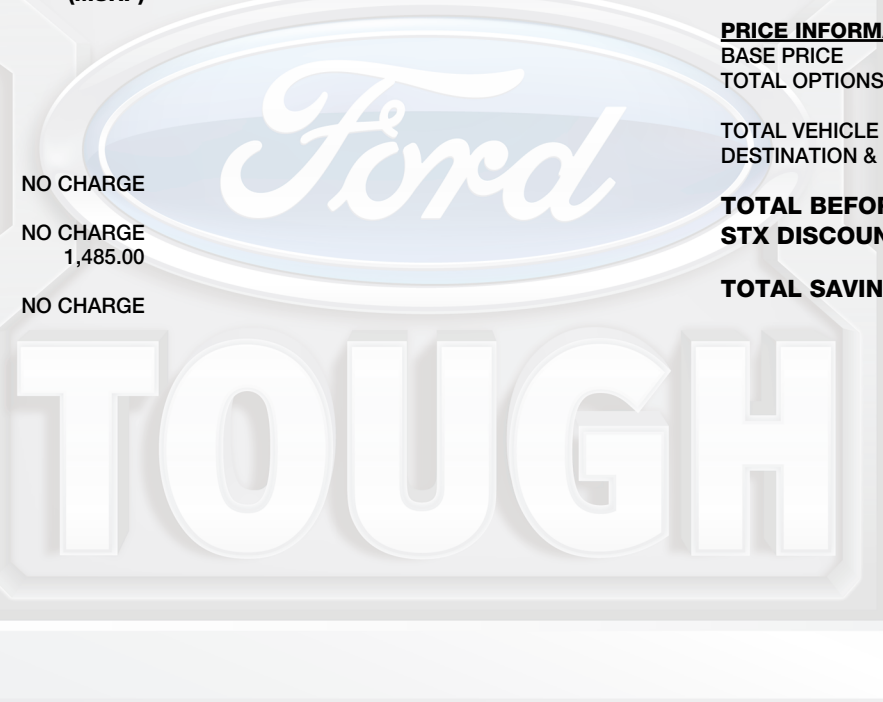 (MSRP)
NO CHARGE
NO CHARGE
1,485.00
NO CHARGE
PRICE INFORM
BASE PRICE
TOTAL OPTIONS
TOTAL VEHICLE
DESTINATION &
TOTAL BEFOR
STX DISCOUN
TOTAL SAVIN
Ford
TOUGH